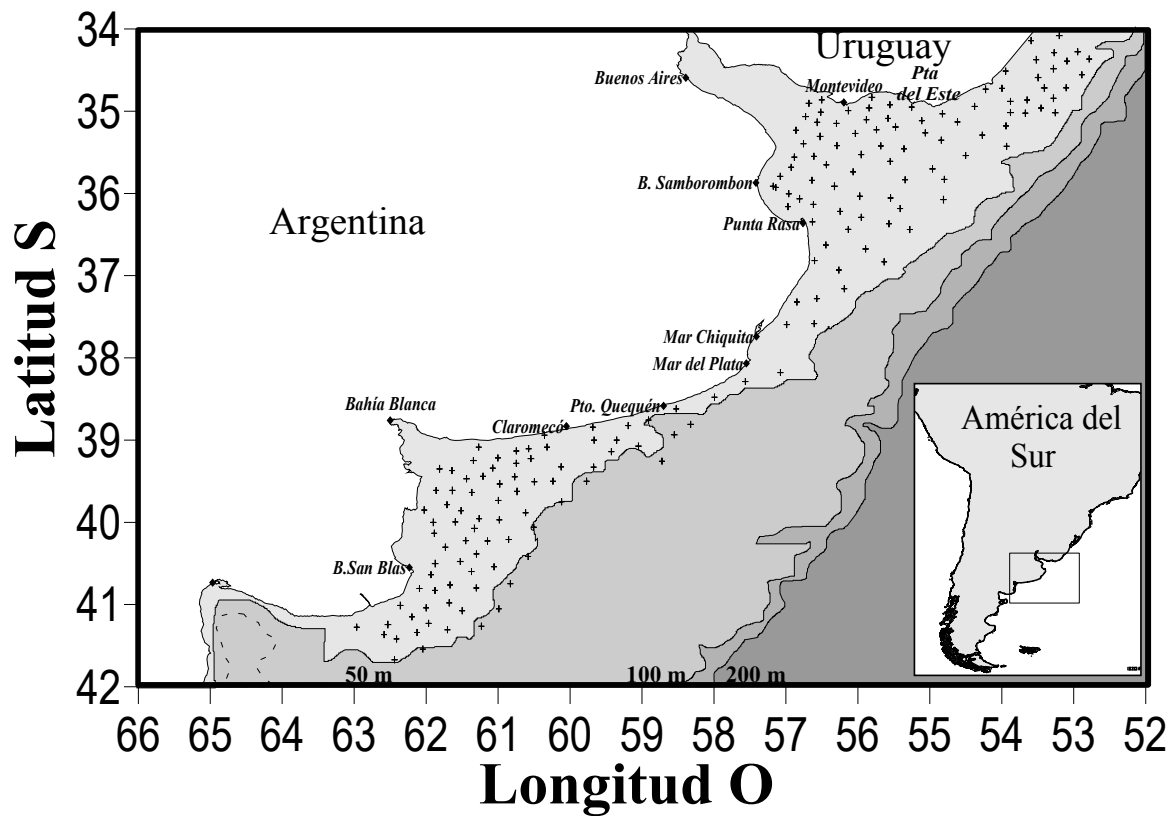 34
35
36
37
38
39
40
41
42
Latitud S
Uruguay
Pta
del Este
Buenos Aires
Montevideo
B. Samborombon
Argentina
Punta Rasa
Mar Chiquita
Mar del Plata
Bahía Blanca
Pto. Quequén
Claromecó
B.San Blas
América del
Sur
50 m
100 m
200 m
66 65 64 63 62 61 60 59 58 57 56 55 54 53 52
Longitud O